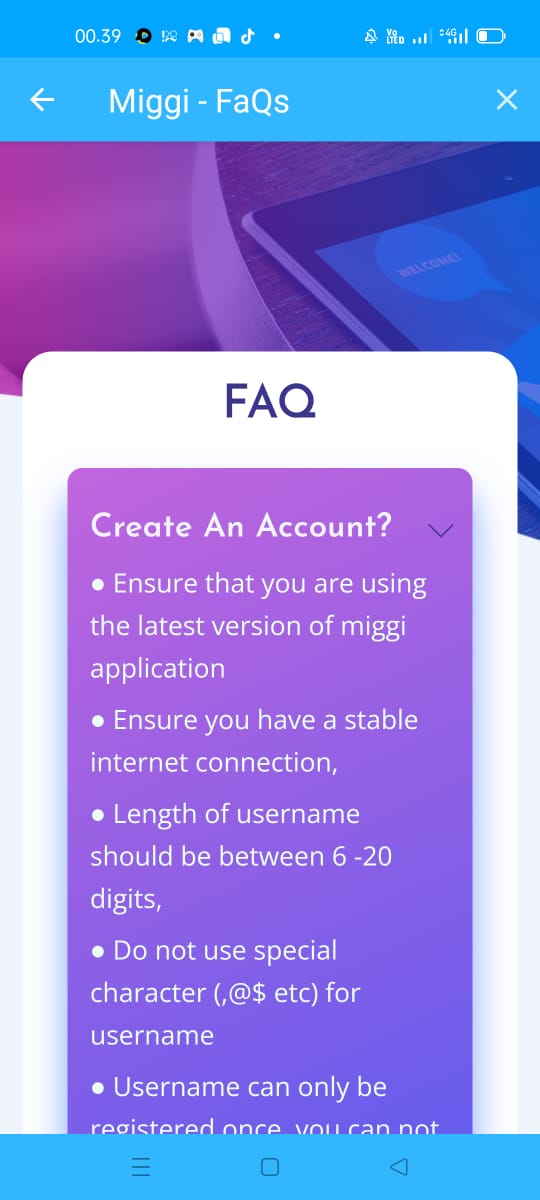 00.39
VO LTED
4G
Miggi - FaQs
WELCOME!
FAQ
Create An Account?
● Ensure that you are using
the latest version of miggi
application
● Ensure you have a stable
internet connection,
● Length of username
should be between 6 -20
digits,
● Do not use special
character (,@$ etc) for
username
● Username can only be
registered once, you can not